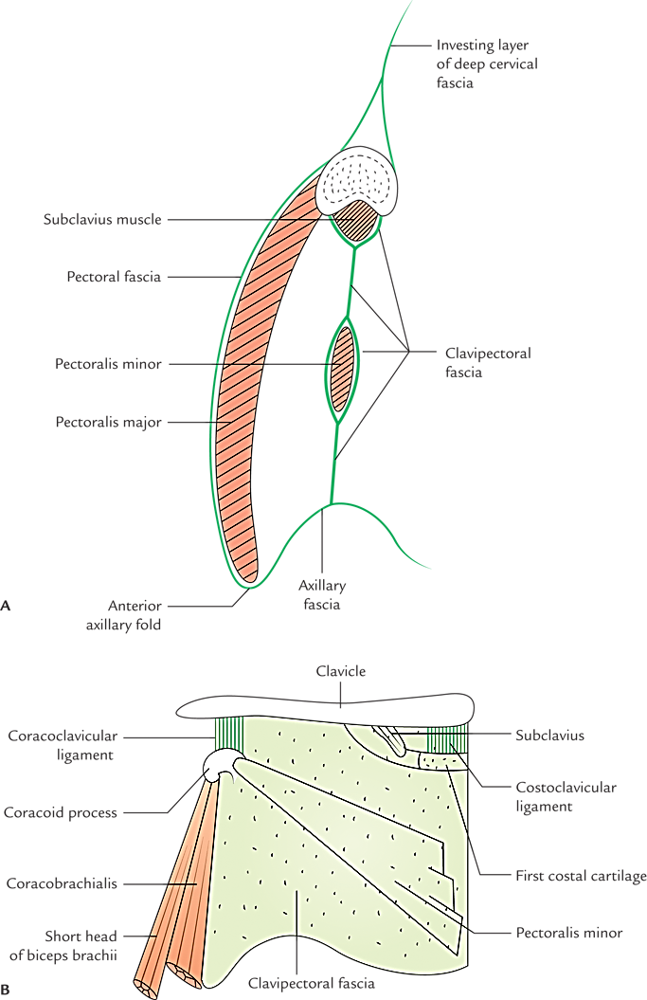 Investing layer
of deep cervical
fascia
Subclavius muscle
Pectoral fascia
Pectoralis minor
Clavipectoral
fascia
Pectoralis major
Axillary
fascia
A
Anterior
axillary fold
Clavicle
Coracoclavicular
ligament
Subclavius
Costoclavicular
ligament
Coracoid process
First costal cartilage
Coracobrachialis
Pectoralis minor
Short head
of biceps brachii
Clavipectoral fascia
B